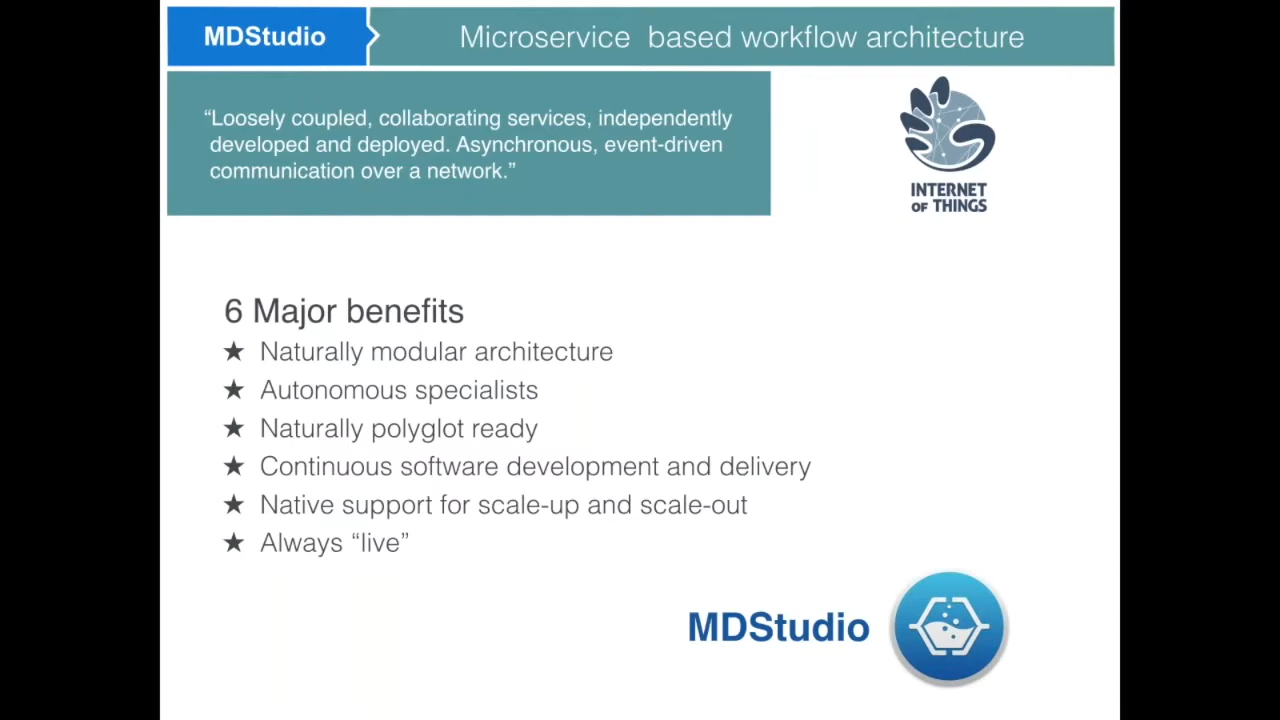 MDStudio
Microservice based workflow architecture
“Loosely coupled, collaborating services, independently
developed and deployed. Asynchronous, event-driven
communication over a network.”
INTERNET
OF THINGS
6 Major benefits
★ Naturally modular architecture
★ Autonomous specialists
★ Naturally polyglot ready
★ Continuous software development and delivery
★ Native support for scale-up and scale-out
★ Always “live”
MDStudio